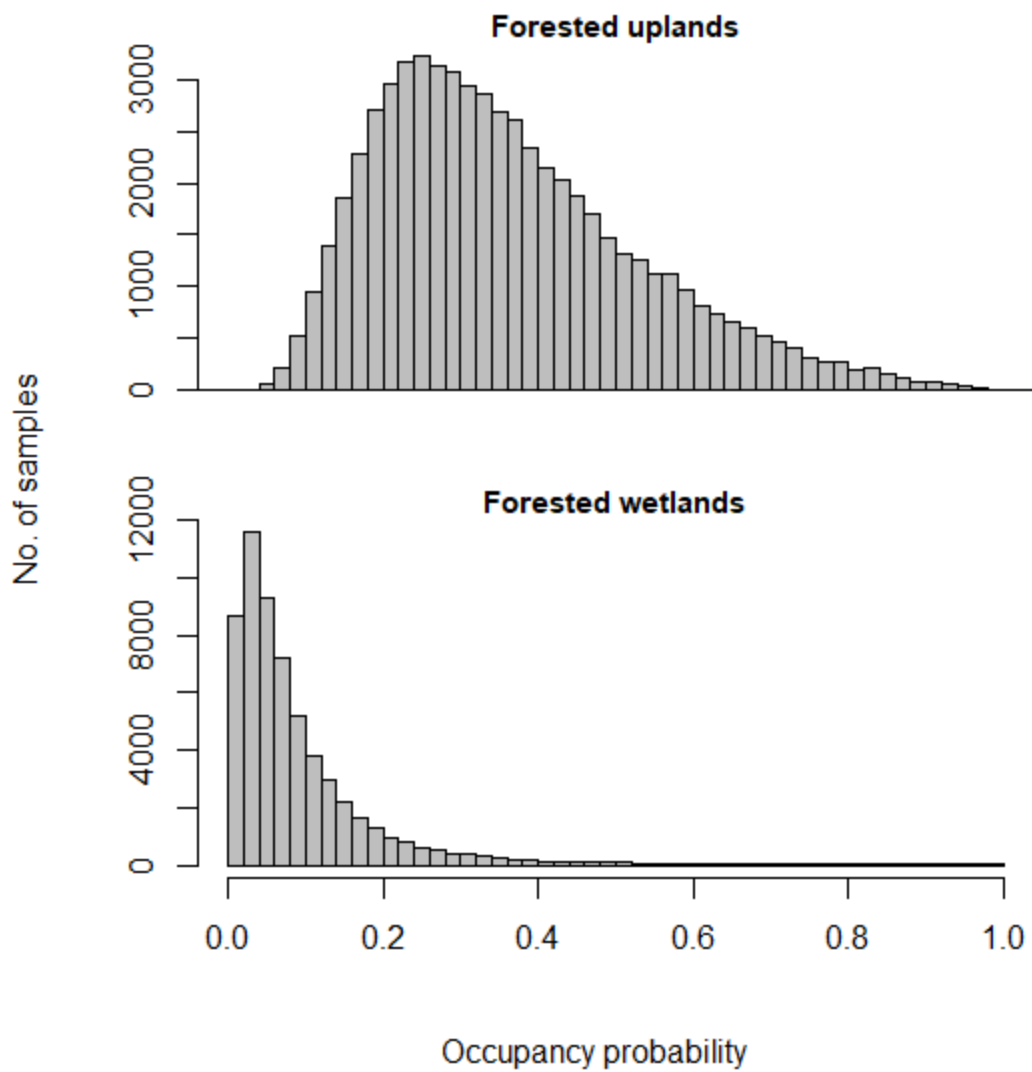 Forested uplands
3000
2000
1000
0
No. of samples
Forested wetlands
12000
8000
4000
0
0.0 0.2 0.4 0.6 0.8 1.0
Occupancy probability